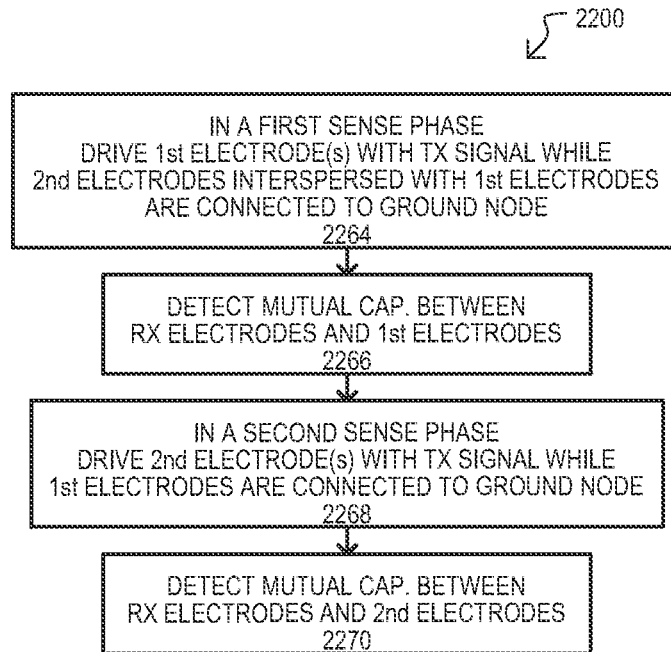 2200
IN A FIRST SENSE PHASE
DRIVE 1st ELECTRODE(S) WITH TX SIGNAL WHILE
2nd ELECTRODES INTERSPERSED WITH 1st ELECTRODES
ARE CONNECTED TO GROUND NODE
2264
DETECT MUTUAL CAP. BETWEEN
RX ELECTRODES AND 1st ELECTRODES
2266
IN A SECOND SENSE PHASE
DRIVE 2nd ELECTRODE(S) WITH TX SIGNAL WHILE
1st ELECTRODES ARE CONNECTED TO GROUND NODE
2268
DETECT MUTUAL CAP. BETWEEN
RX ELECTRODES AND 2nd ELECTRODES
2270